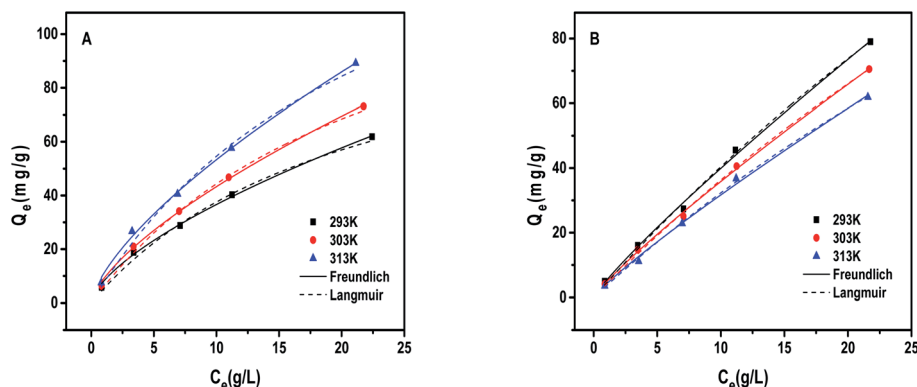 A
100
80
60
40
20
0
Qe(mg/g)
293K
303K
313K
Freundlich
Langmuir
0 5 10 15 20 25
Ce(g/L)
B
80
60
40
20
0
Qe(mg/g)
293K
303K
313K
Freundlich
Langmuir
0 5 10 15 20 25
Ce(g/L)